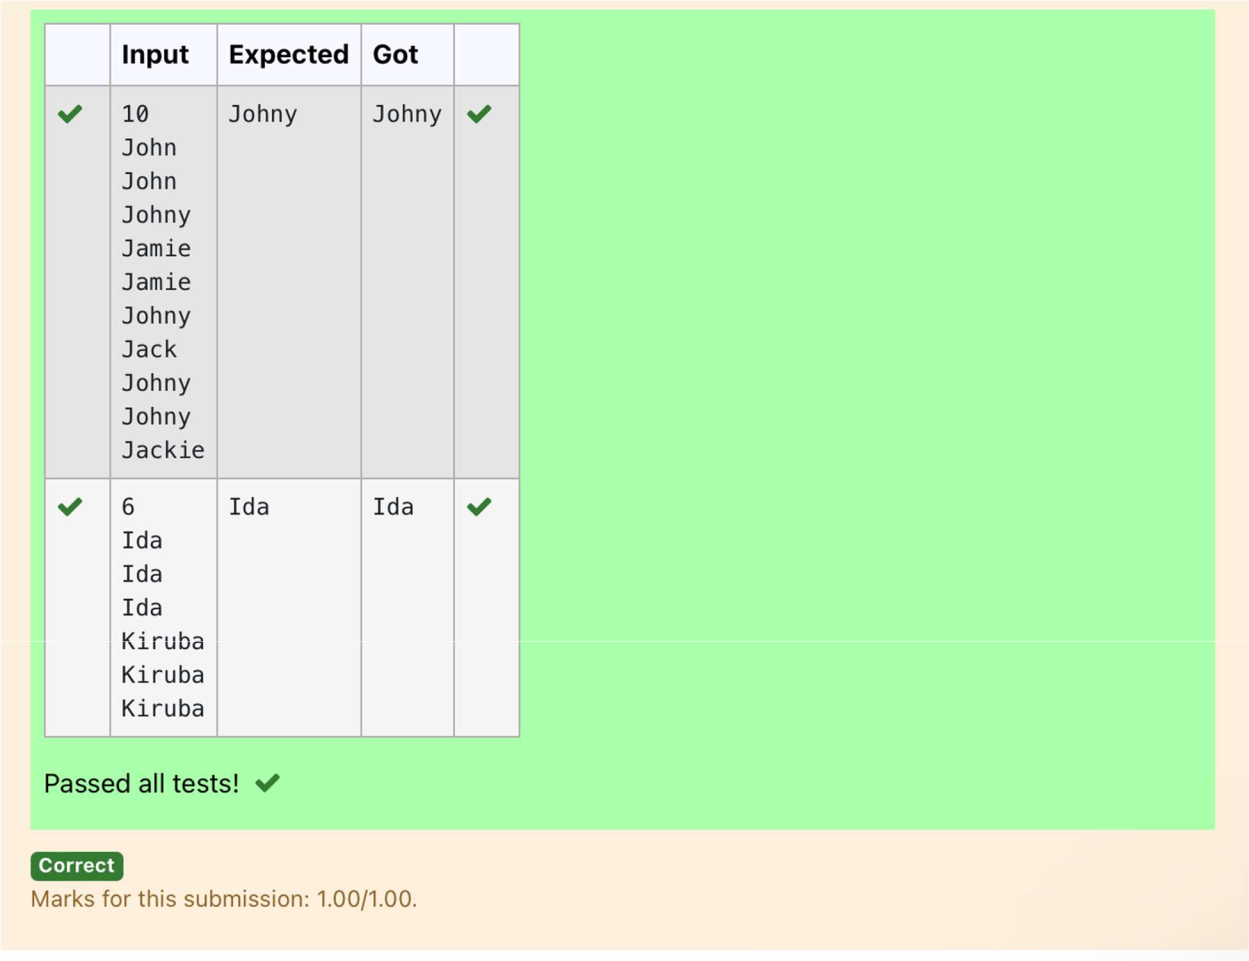 Input Expected Got
10 Johny Johny
John
John
Johny
Jamie
Jamie
Johny
Jack
Johny
Johny
Jackie
6 Ida Ida
Ida
Ida
Ida
Kiruba
Kiruba
Kiruba
Passed all tests!
Correct
Marks for this submission: 1.00/1.00.